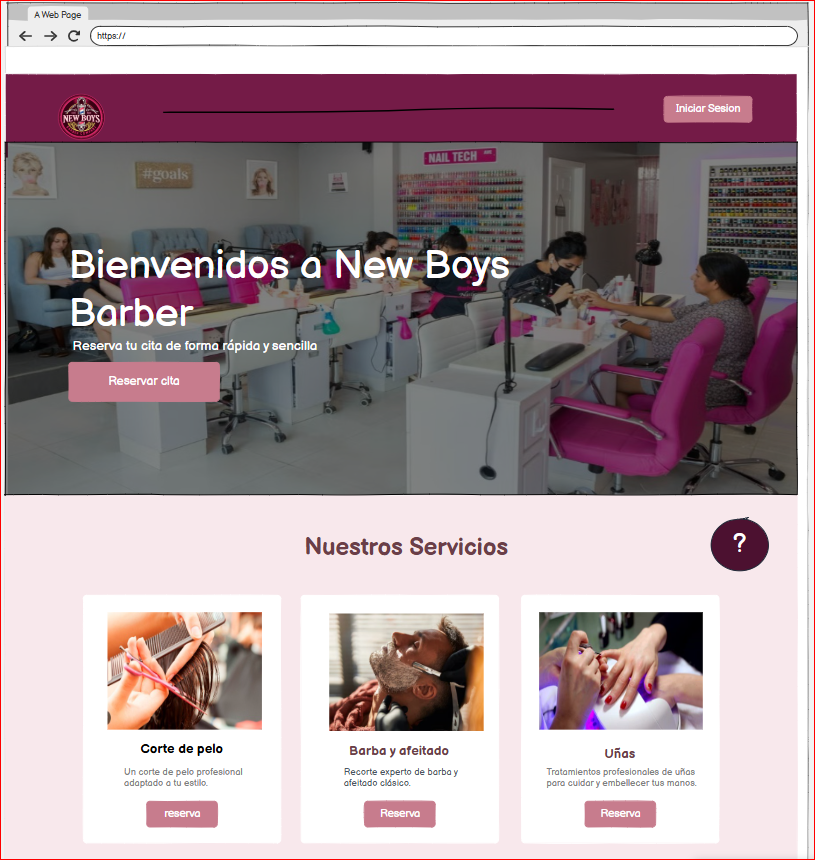 A Web Page
https://
NEW BOYS
Iniciar Sesion
NAIL TECH
#goals
Bienvenidos a New Boys
Barber
Reserva tu cita de forma rápida y sencilla
Reservar cita
Nuestros Servicios
?
Corte de pelo
Un corte de pelo profesional
adaptado a tu estilo.
reserva
Barba y afeitado
Recorte experto de barba y
afeitado clásico.
Reserva
Uñas
Tratamientos profesionales de uñas
para cuidar y embellecer tus manos.
Reserva